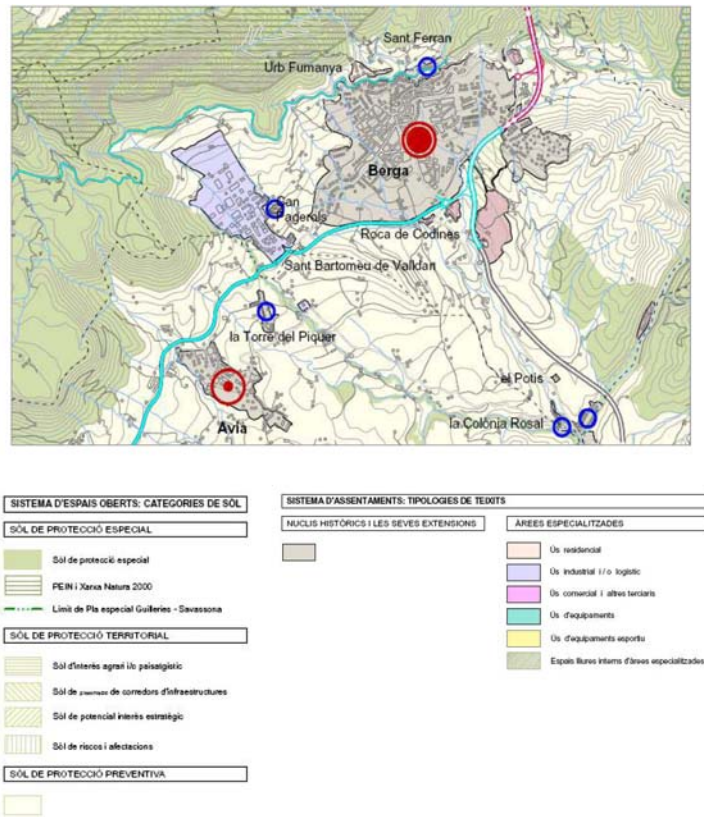 Sant Ferran
Urb Fumanya
Berga
Can
Pagerols
Roca de Codines
Sant Bartomeu de Valldan
la Torre del Piquer
el Potis
la Colònia Rosal
Avià
SISTEMA D'ESPAIS OBERTS: CATEGORIES DE SÒL
SÒL DE PROTECCIÓ ESPECIAL
Sòl de protecció especial
PEIN i Xarxa Natura 2000
Límit de Pla especial Guilleries - Savassona
SÒL DE PROTECCIÓ TERRITORIAL
Sòl d'interès agrari i/o paisatgístic
Sòl de de corredors d'infraestructures
Sòl de potencial interès estratègic
Sòl de riscos i afectacions
SÒL DE PROTECCIÓ PREVENTIVA
SISTEMA D'ASSENTAMENTS: TIPOLOGIES DE TEIXITS
NUCLIS HISTÒRICS I LES SEVES EXTENSIONS
ÀREES ESPECIALITZADES
Ús residencial
Ús industrial i / o logístic
Ús comercial i altres terciaris
Ús d'equipaments
Ús d'equipaments esportiu
Espais lliures interns d'àrees especialitzades